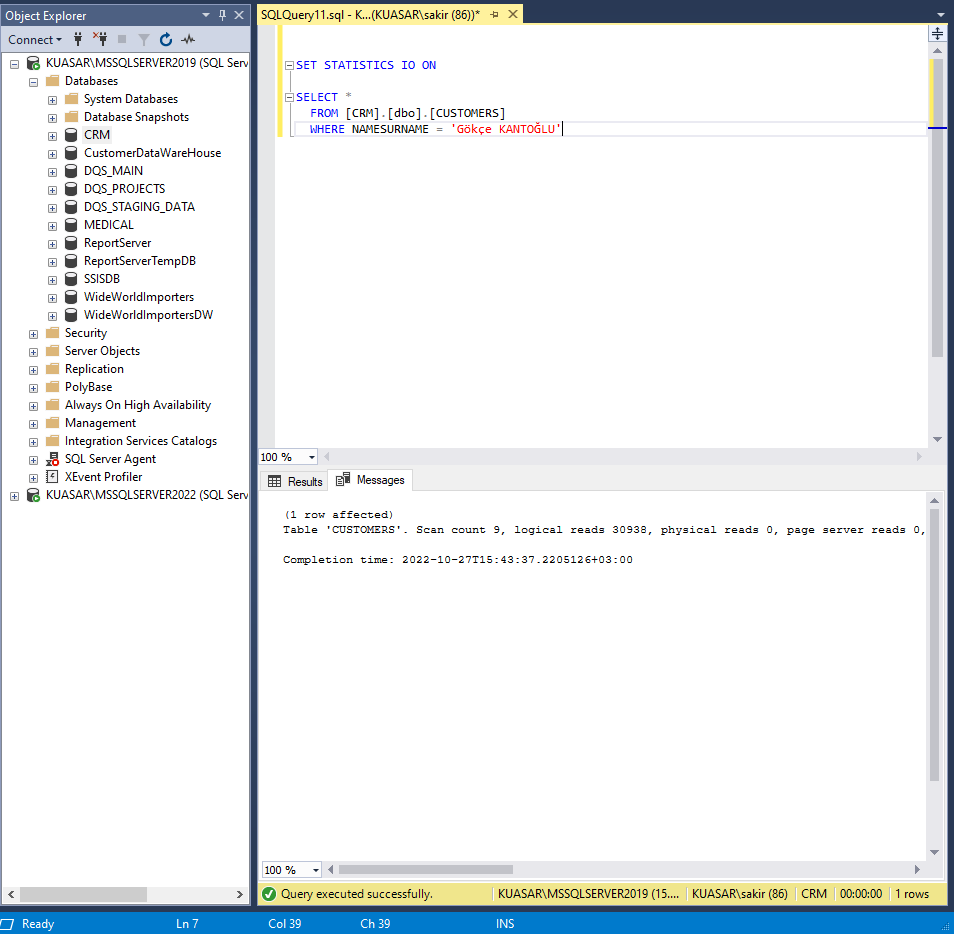 Object Explorer
Connect
KUASAR\MSSQLSERVER2019 (SQL Serv
Databases
System Databases
Database Snapshots
CRM
CustomerDataWareHouse
DQS_MAIN
DQS_PROJECTS
DQS_STAGING_DATA
MEDICAL
ReportServer
ReportServerTempDB
SSISDB
WideWorldImporters
WideWorldImportersDW
Security
Server Objects
Replication
PolyBase
Always On High Availability
Management
Integration Services Catalogs
SQL Server Agent
XEvent Profiler
KUASAR\MSSQLSERVER2022 (SQL Serv
SQLQuery11.sql - K...(KUASAR\sakir (86))*
SET STATISTICS IO ON
SELECT *
FROM [CRM].[dbo].[CUSTOMERS]
WHERE NAMESURNAME = 'Gökçe KANTOĞLU'
100 %
Results Messages
(1 row affected)
Table 'CUSTOMERS'. Scan count 9, logical reads 30938, physical reads 0, page server reads 0,
Completion time: 2022-10-27T15:43:37.2205126+03:00
100 %
Query executed successfully. KUASAR\MSSQLSERVER2019 (15.... KUASAR\sakir (86) CRM 00:00:00 1 rows
Ready Ln 7 Col 39 Ch 39 INS